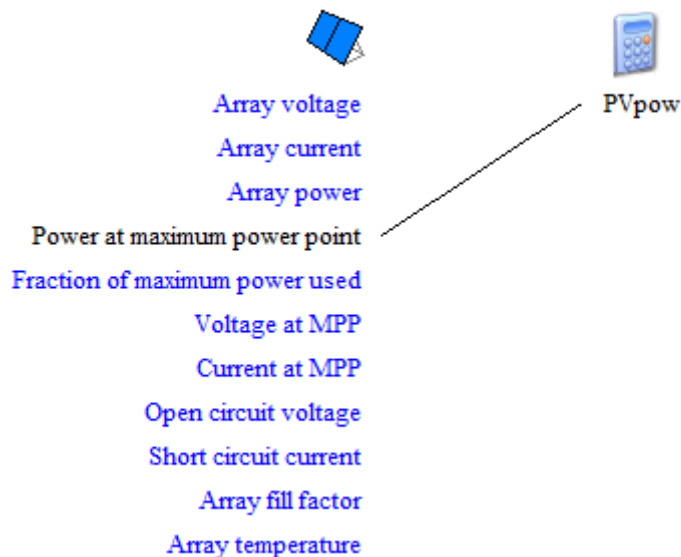 Array voltage
PVpow
Array current
Array power
Power at maximum power point
Fraction of maximum power used
Voltage at MPP
Current at MPP
Open circuit voltage
Short circuit current
Array fill factor
Array temperature